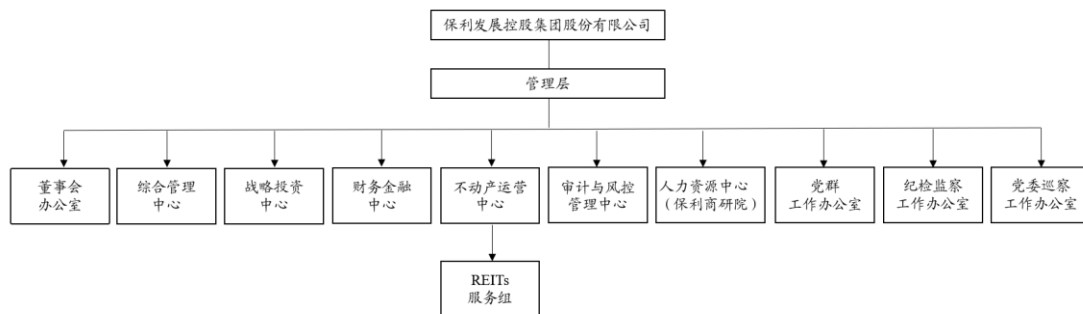 保利发展控股集团股份有限公司
管理层
董事会
办公室
综合管理
中心
战略投资
中心
财务金融
中心
不动产运营
中心
审计与风控
管理中心
人力资源中心
（保利商研院）
党群
工作办公室
纪检监察
工作办公室
党委巡察
工作办公室
REITs
服务组